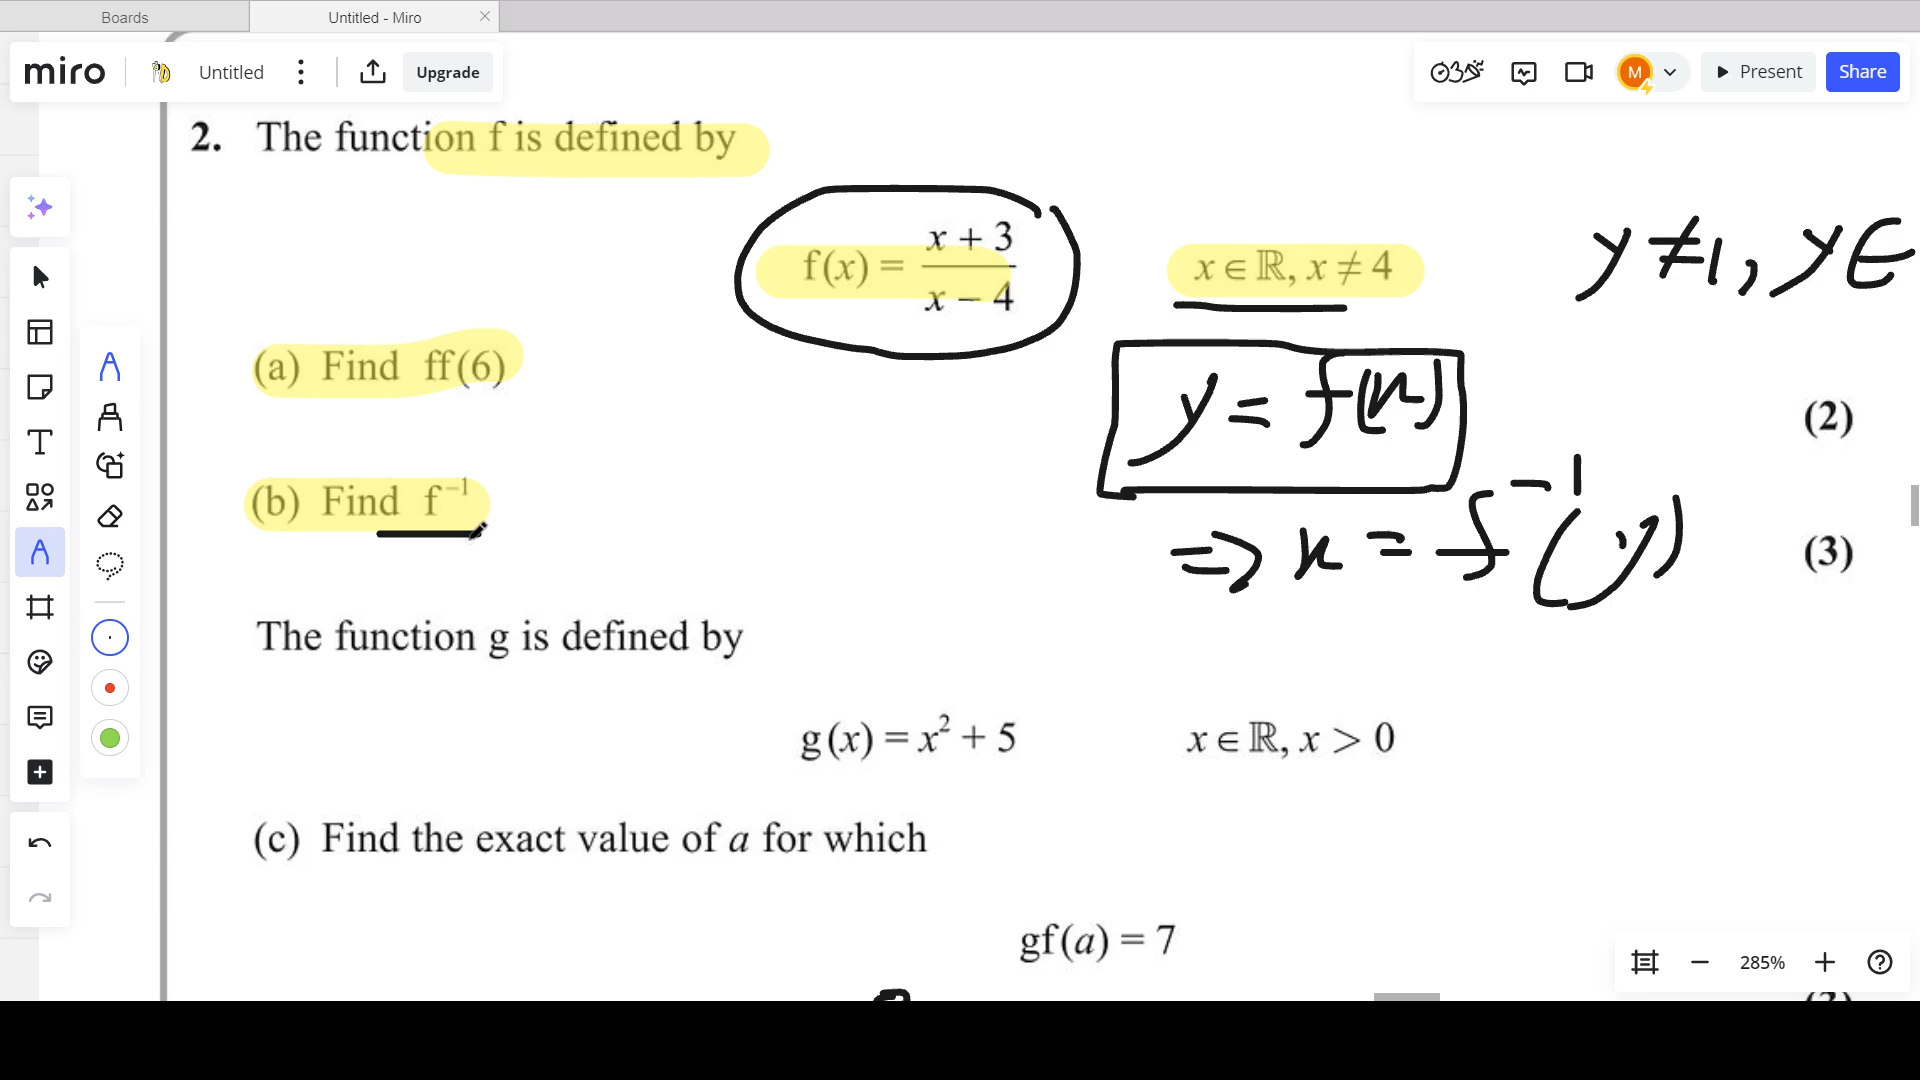 Boards
Untitled - Miro
miro
Untitled
Upgrade
M
Present
Share
2. The function f is defined by
f(x) = x + 3 / x − 4
x ∈ ℝ, x ≠ 4
y ≠ 1, y ∈
(a) Find ff(6)
y = f(x)
(2)
(b) Find f⁻¹
⇒ x = f⁻¹(y)
(3)
The function g is defined by
g(x) = x² + 5
x ∈ ℝ, x > 0
(c) Find the exact value of a for which
gf(a) = 7
285%